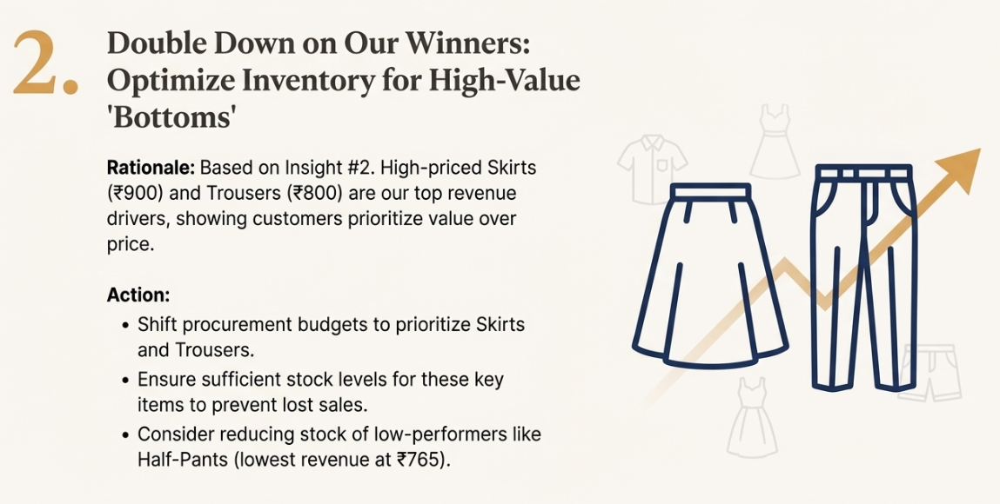 2.
Double Down on Our Winners:
Optimize Inventory for High-Value
'Bottoms'
Rationale: Based on Insight #2. High-priced Skirts
(₹900) and Trousers (₹800) are our top revenue
drivers, showing customers prioritize value over
price.
Action:
• Shift procurement budgets to prioritize Skirts
and Trousers.
• Ensure sufficient stock levels for these key
items to prevent lost sales.
• Consider reducing stock of low-performers like
Half-Pants (lowest revenue at ₹765).